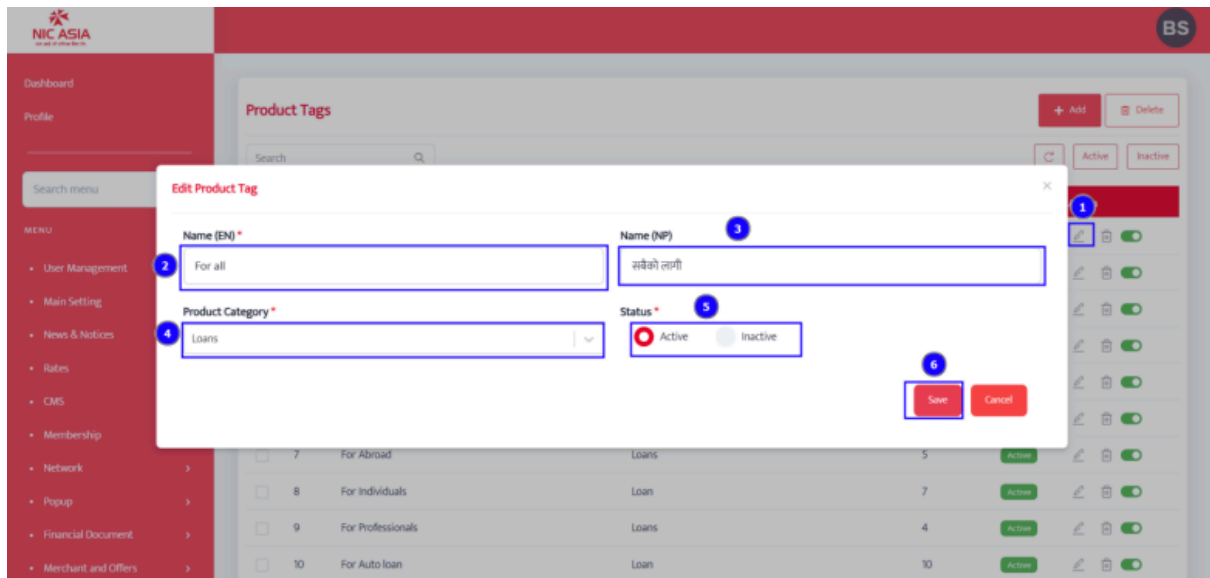 NIC ASIA
BS
Dashboard
Profile
Product Tags
+ Add
Delete
Search
Active
Inactive
Search menu
Edit Product Tag
1
MENU
Name (EN) *
Name (NP)
3
User Management
2
For all
सबैको लागी
Main Setting
Product Category *
Status *
5
News & Notices
4
Loans
Active
Inactive
Rates
6
CMS
Save
Cancel
Membership
7 For Abroad Loans 5 Active
Network
8 For Individuals Loan 7 Active
Popup
9 For Professionals Loans 4 Active
Financial Document
10 For Auto loan Loan 10 Active
Merchant and Offers